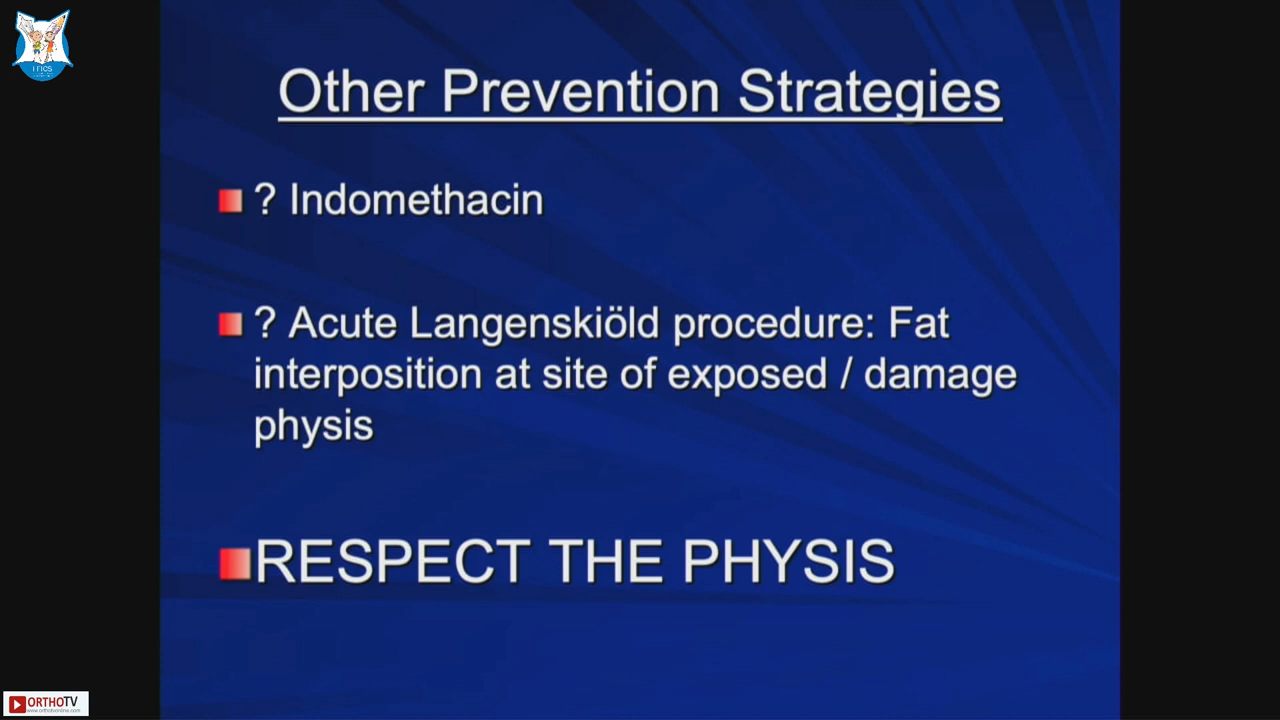 Other Prevention Strategies
? Indomethacin
? Acute Langenskiöld procedure: Fat
interposition at site of exposed / damage
physis
RESPECT THE PHYSIS
ORTHOTV